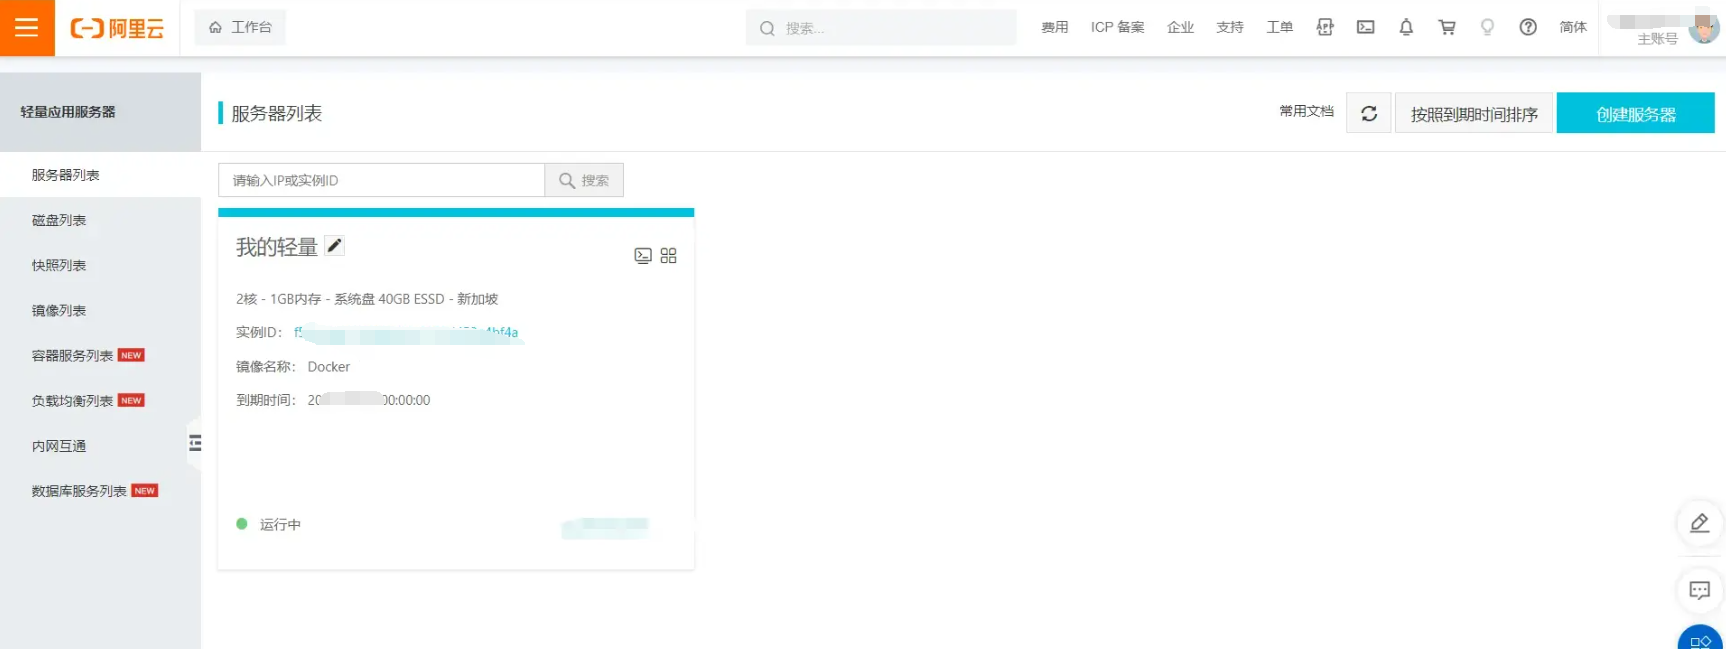 阿里云
工作台
搜索...
费用
ICP 备案
企业
支持
工单
简体
主账号
轻量应用服务器
服务器列表
磁盘列表
快照列表
镜像列表
容器服务列表 NEW
负载均衡列表 NEW
内网互通
数据库服务列表 NEW
服务器列表
常用文档
按照到期时间排序
创建服务器
请输入IP或实例ID
搜索
我的轻量
2核 - 1GB内存 - 系统盘 40GB ESSD - 新加坡
实例ID:
镜像名称: Docker
到期时间: 20 00:00:00
运行中